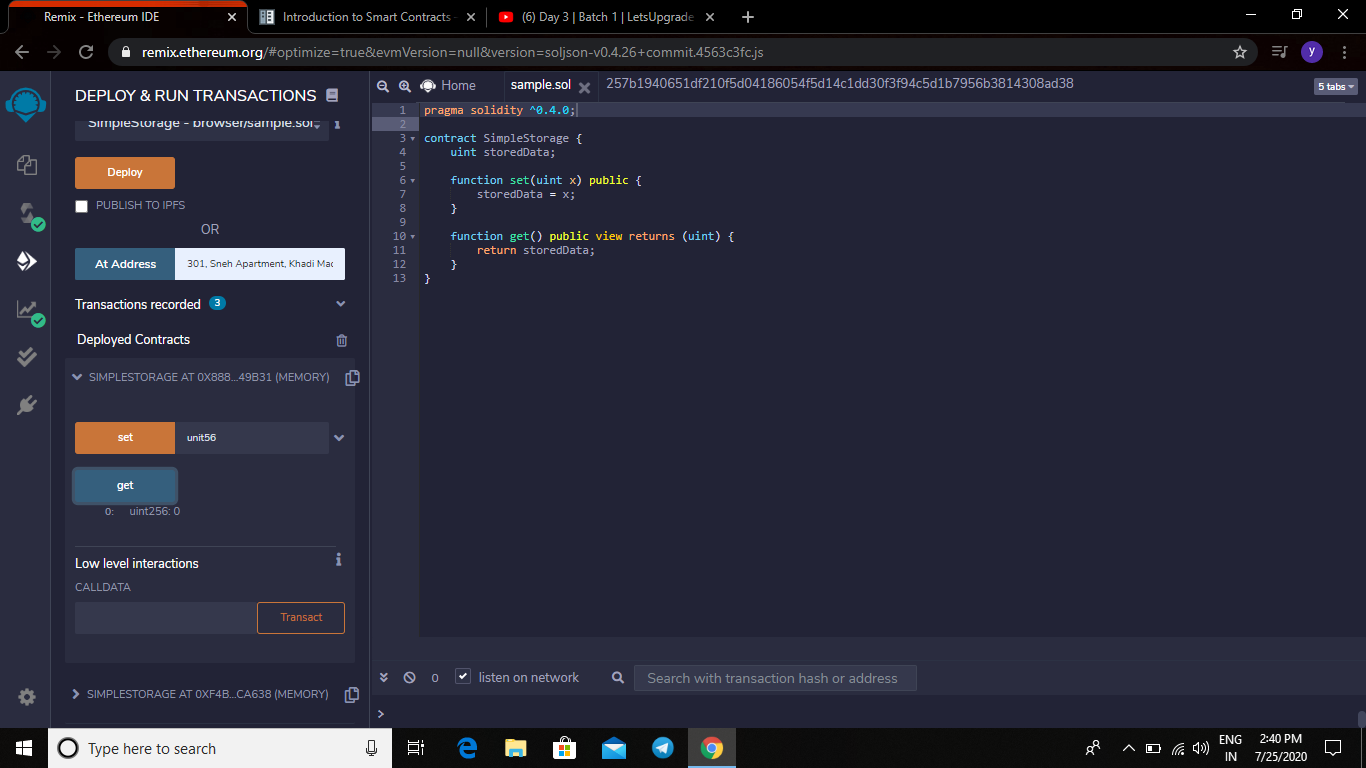 Remix - Ethereum IDE
Introduction to Smart Contracts -
(6) Day 3 | Batch 1 | LetsUpgrade
remix.ethereum.org/#optimize=true&evmVersion=null&version=soljson-v0.4.26+commit.4563c3fc.js
y
DEPLOY & RUN TRANSACTIONS
SimpleStorage - browser/sample.sol
i
Deploy
PUBLISH TO IPFS
OR
At Address
301, Sneh Apartment, Khadi Mac
Transactions recorded 3
Deployed Contracts
SIMPLESTORAGE AT 0X888...49B31 (MEMORY)
set
unit56
get
0: uint256: 0
Low level interactions
i
CALLDATA
Transact
SIMPLESTORAGE AT 0XF4B...CA638 (MEMORY)
Home
sample.sol
257b1940651df210f5d04186054f5d14c1dd30f3f94c5d1b7956b3814308ad38
5 tabs
1 pragma solidity ^0.4.0;
2
3 contract SimpleStorage {
4 uint storedData;
5
6 function set(uint x) public {
7 storedData = x;
8 }
9
10 function get() public view returns (uint) {
11 return storedData;
12 }
13 }
0
listen on network
Search with transaction hash or address
>
Type here to search
ENG
IN
2:40 PM
7/25/2020